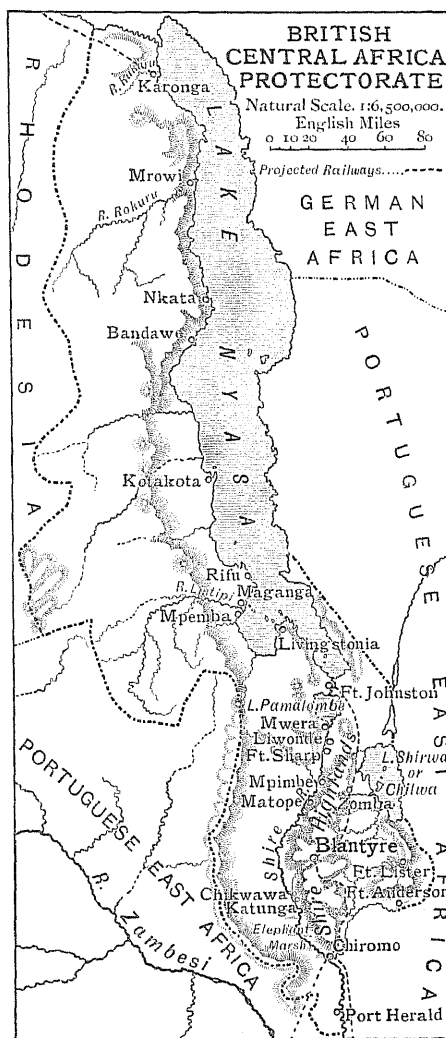 BRITISH
CENTRAL AFRICA
PROTECTORATE
Natural Scale. 1:6,500,000.
English Miles
0 10 20 40 60 80
Projected Railways
GERMAN
EAST
AFRICA
RHODESIA
Karonga
LAKE NYASA
Mrowi
R. Rokuru
Nkata
Bandawe
PORTUGUESE EAST AFRICA
Kotakota
Rifu
R. Lintipi
Maganga
Mpemba
Livingstonia
Ft. Johnston
L. Pamalombe
Mwera
Liwonde
Ft. Sharp
L. Shirwa
or
Chilwa
Mpimbe
Matope
Zomba
Shire R.
Shire Highlands
Blantyre
Ft. Lister
Ft. Anderson
Chikwawa
Katunga
Elephant
Marsh
Chiromo
Port Herald
PORTUGUESE EAST AFRICA
R. Zambesi